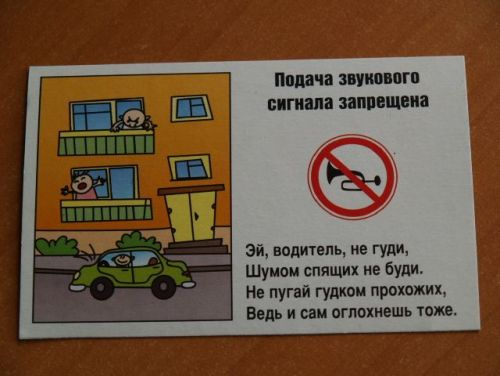 Подача звукового
сигнала запрещена
Эй, водитель, не гуди,
Шумом спящих не буди.
Не пугай гудком прохожих,
Ведь и сам оглохнешь тоже.